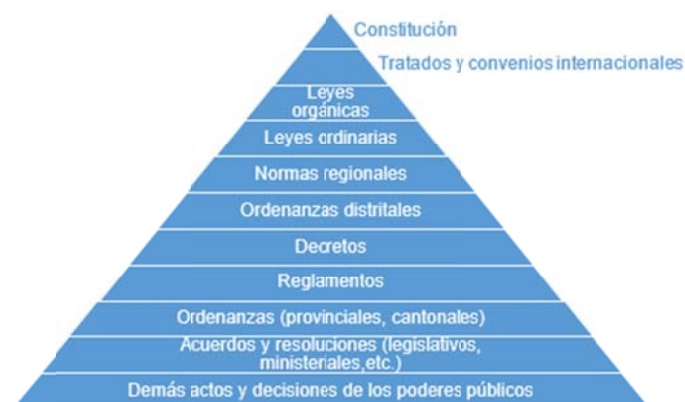 Constitución
Tratados y convenios internacionales
Leyes
orgánicas
Leyes ordinarias
Normas regionales
Ordenanzas distritales
Decretos
Reglamentos
Ordenanzas (provinciales, cantonales)
Acuerdos y resoluciones (legislativos,
ministeriales,etc.)
Demás actos y decisiones de los poderes públicos